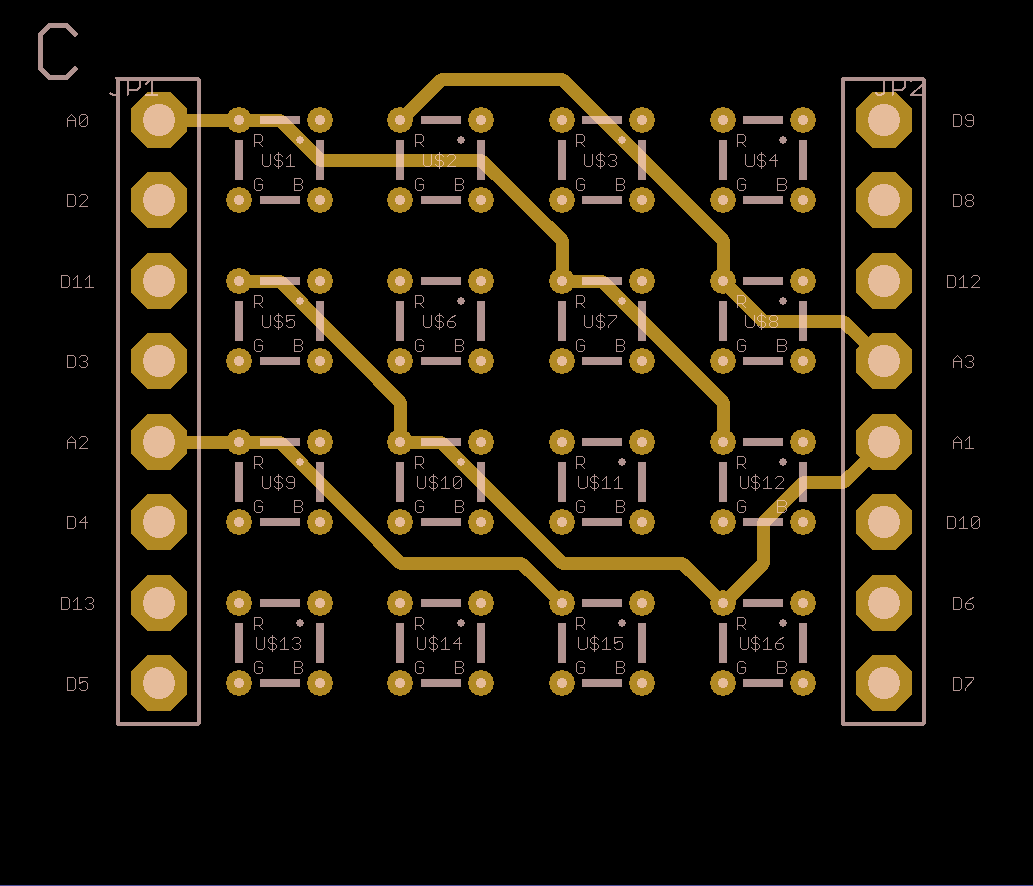 C
JP1 JP2
A0 D9
R R R R
U$1 U$2 U$3 U$4
G B G B G B G B
D2 D8
D11 D12
R R R R
U$5 U$6 U$7 U$8
G B G B G B G B
D3 A3
A2 A1
R R R R
U$9 U$10 U$11 U$12
G B G B G B G B
D4 D10
D13 D6
R R R R
U$13 U$14 U$15 U$16
G B G B G B G B
D5 D7